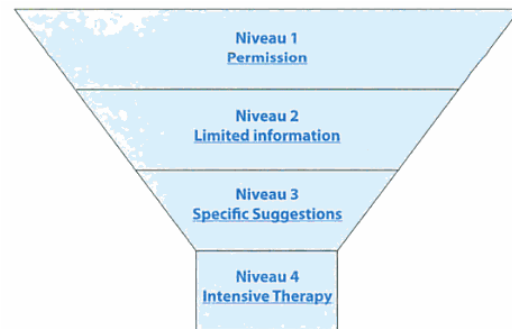 Niveau 1
Permission
Niveau 2
Limited information
Niveau 3
Specific Suggestions
Niveau 4
Intensive Therapy